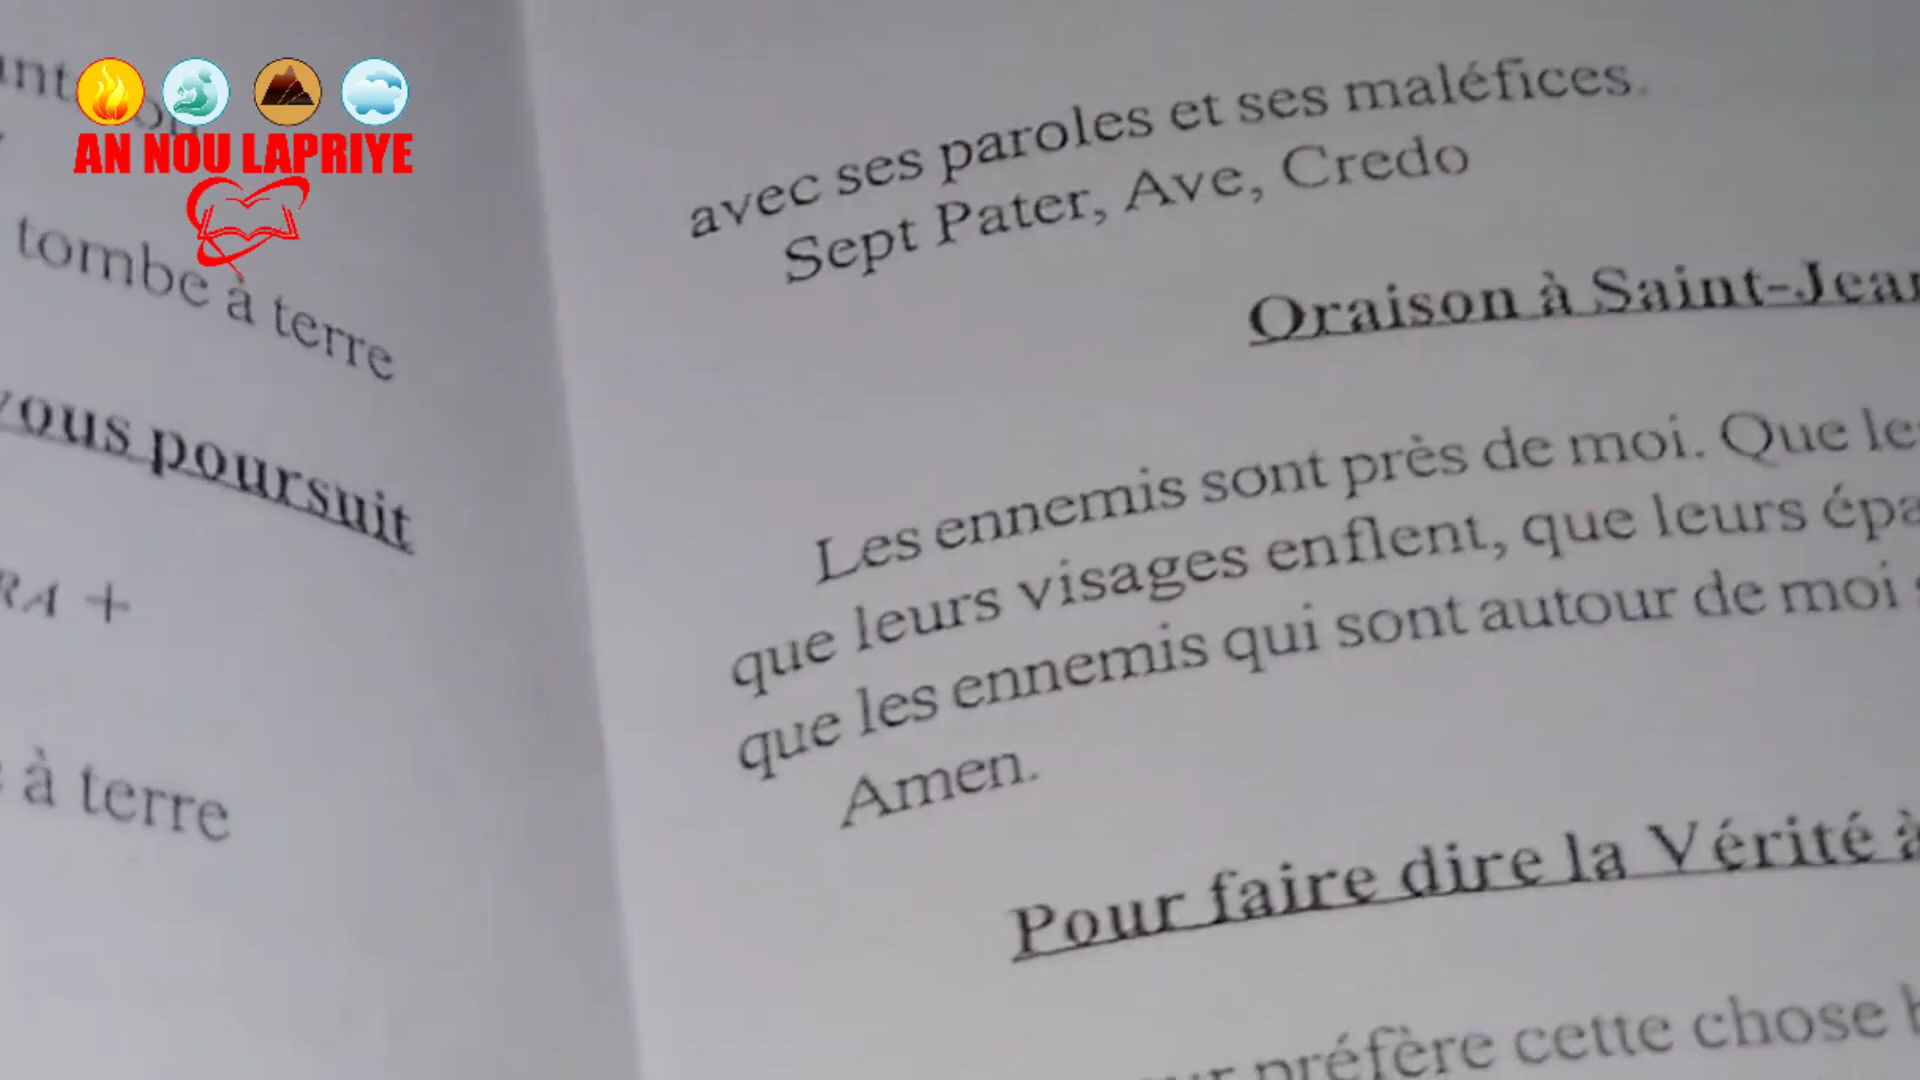 AN NOU LAPRIYE
tombe à terre
vous poursuit
RA +
à terre
avec ses paroles et ses maléfices.
Sept Pater, Ave, Credo
Oraison à Saint-Jean
Les ennemis sont près de moi. Que
que leurs visages enflent, que leurs
que les ennemis qui sont autour de moi
Amen.
Pour faire dire la Vérité à
préfère cette chose